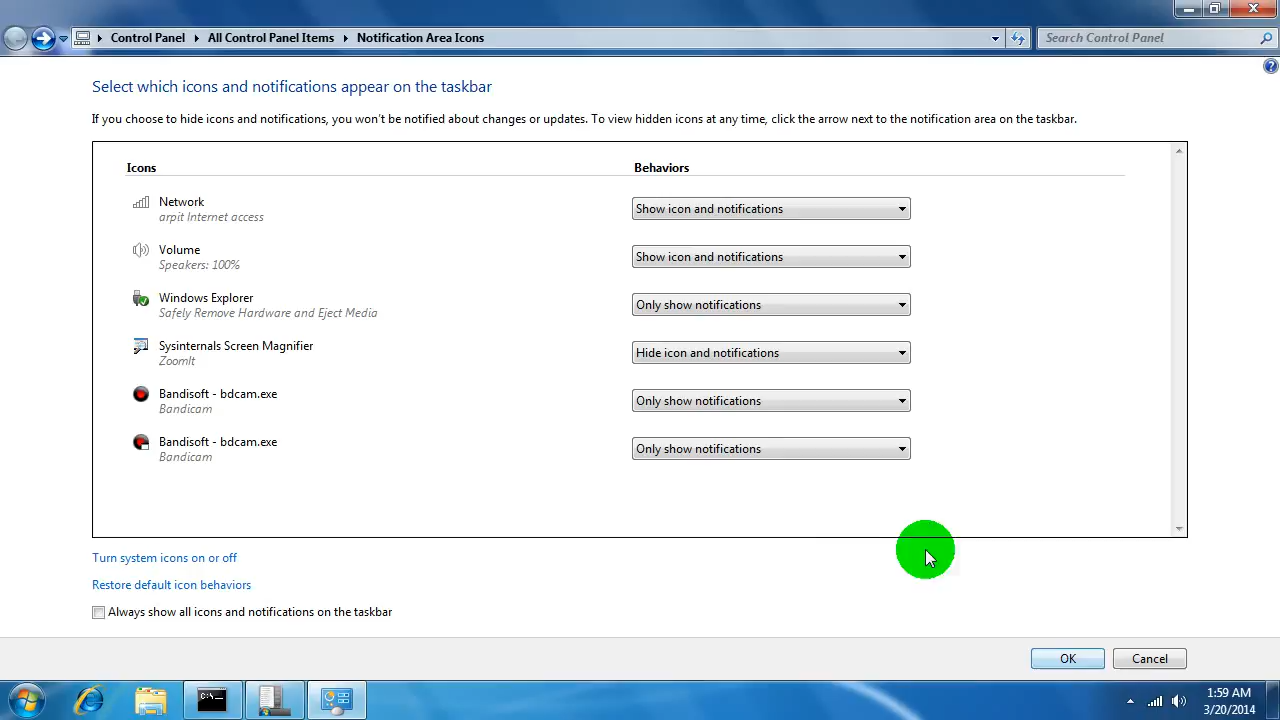 Control Panel
All Control Panel Items
Notification Area Icons
Search Control Panel
Select which icons and notifications appear on the taskbar
If you choose to hide icons and notifications, you won't be notified about changes or updates. To view hidden icons at any time, click the arrow next to the notification area on the taskbar.
Icons
Behaviors
Network
arpit Internet access
Show icon and notifications
Volume
Speakers: 100%
Show icon and notifications
Windows Explorer
Safely Remove Hardware and Eject Media
Only show notifications
Sysinternals Screen Magnifier
ZoomIt
Hide icon and notifications
Bandisoft - bdcam.exe
Bandicam
Only show notifications
Bandisoft - bdcam.exe
Bandicam
Only show notifications
Turn system icons on or off
Restore default icon behaviors
Always show all icons and notifications on the taskbar
OK
Cancel
C:\.
1:59 AM
3/20/2014